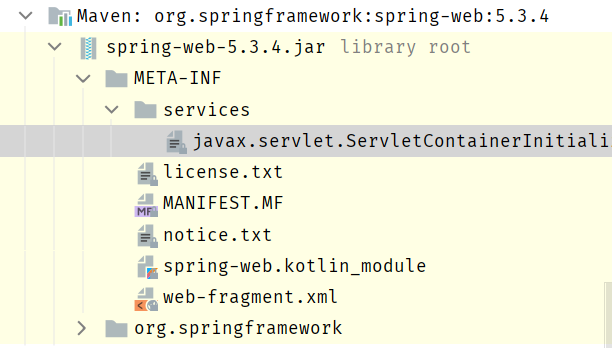 Maven: org.springframework:spring-web:5.3.4
spring-web-5.3.4.jar library root
META-INF
services
javax.servlet.ServletContainerInitiali
license.txt
MF MANIFEST.MF
notice.txt
spring-web.kotlin_module
web-fragment.xml
org.springframework